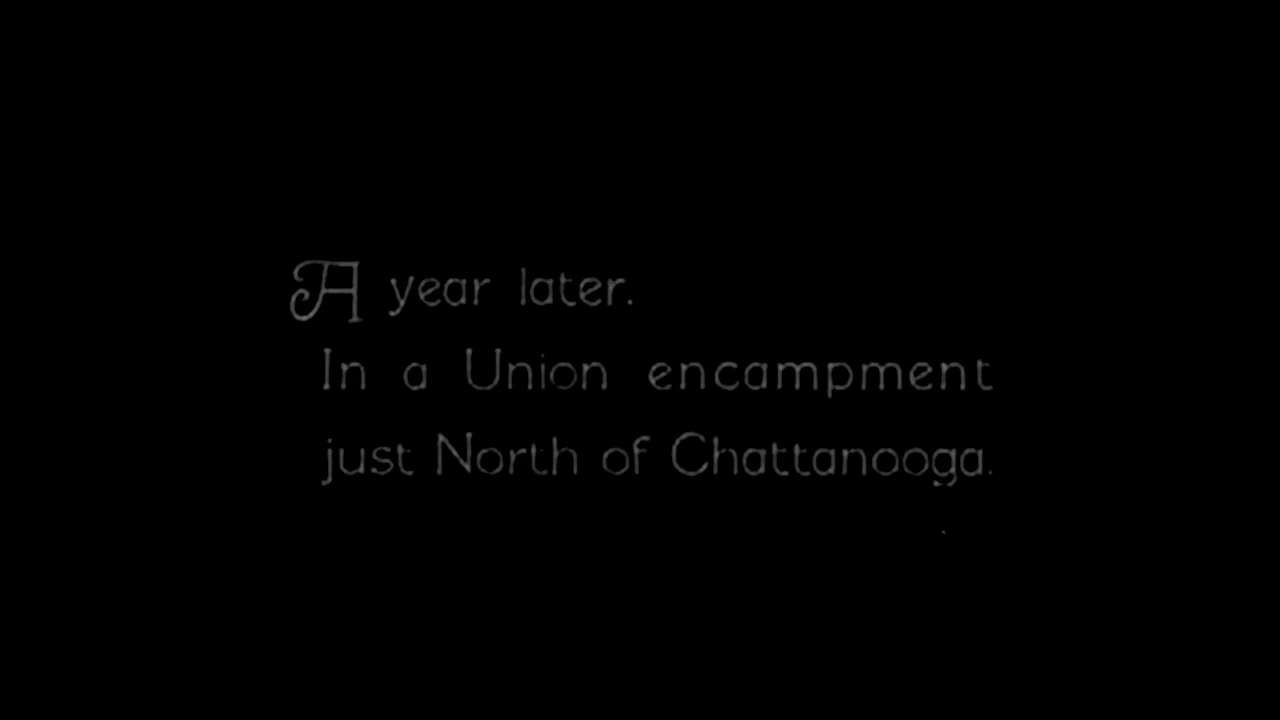 A year later.
In a Union encampment
just North of Chattanooga.